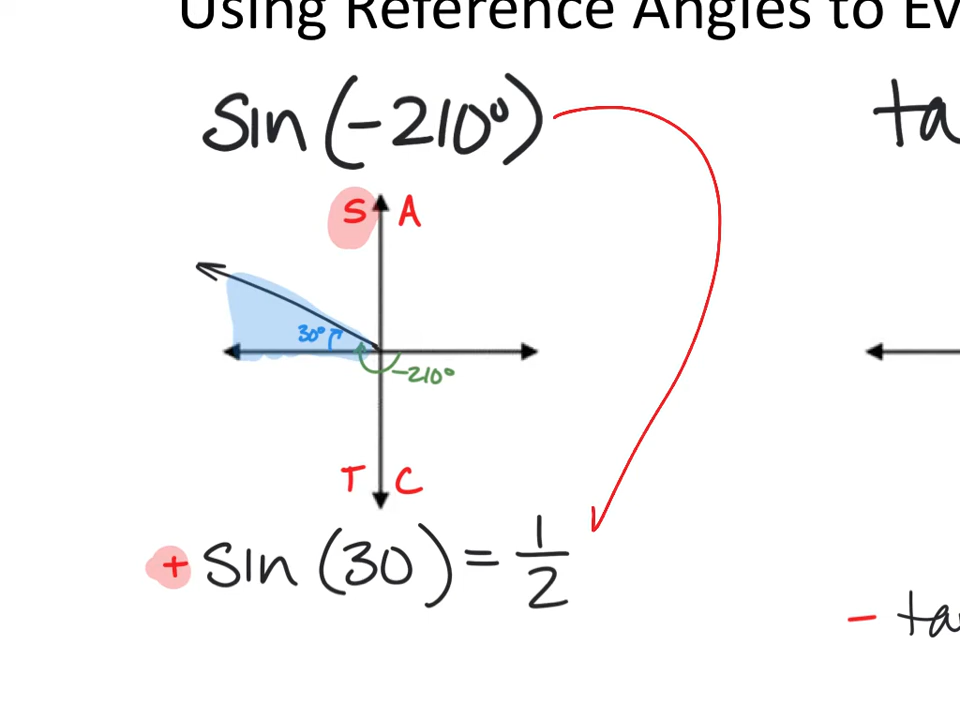 Using Reference Angles to Ev
sin (-210°)
ta
S A
30°
-210°
T C
+ sin (30) = 1/2
- ta